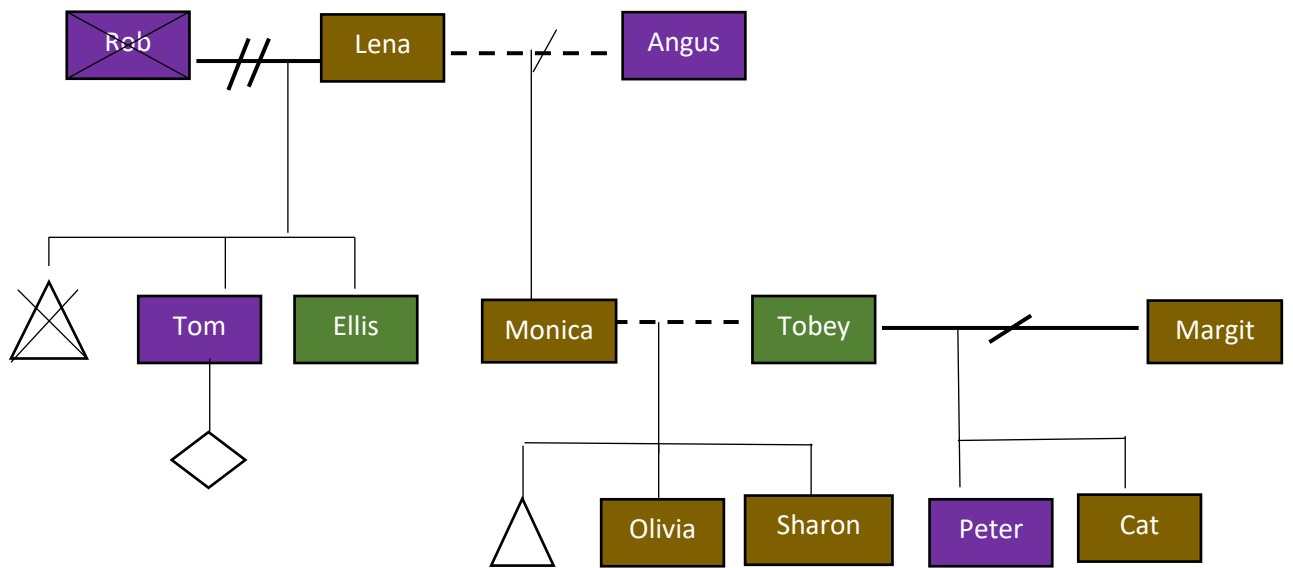 Rob
Lena
Angus
Tom
Ellis
Monica
Tobey
Margit
Olivia
Sharon
Peter
Cat